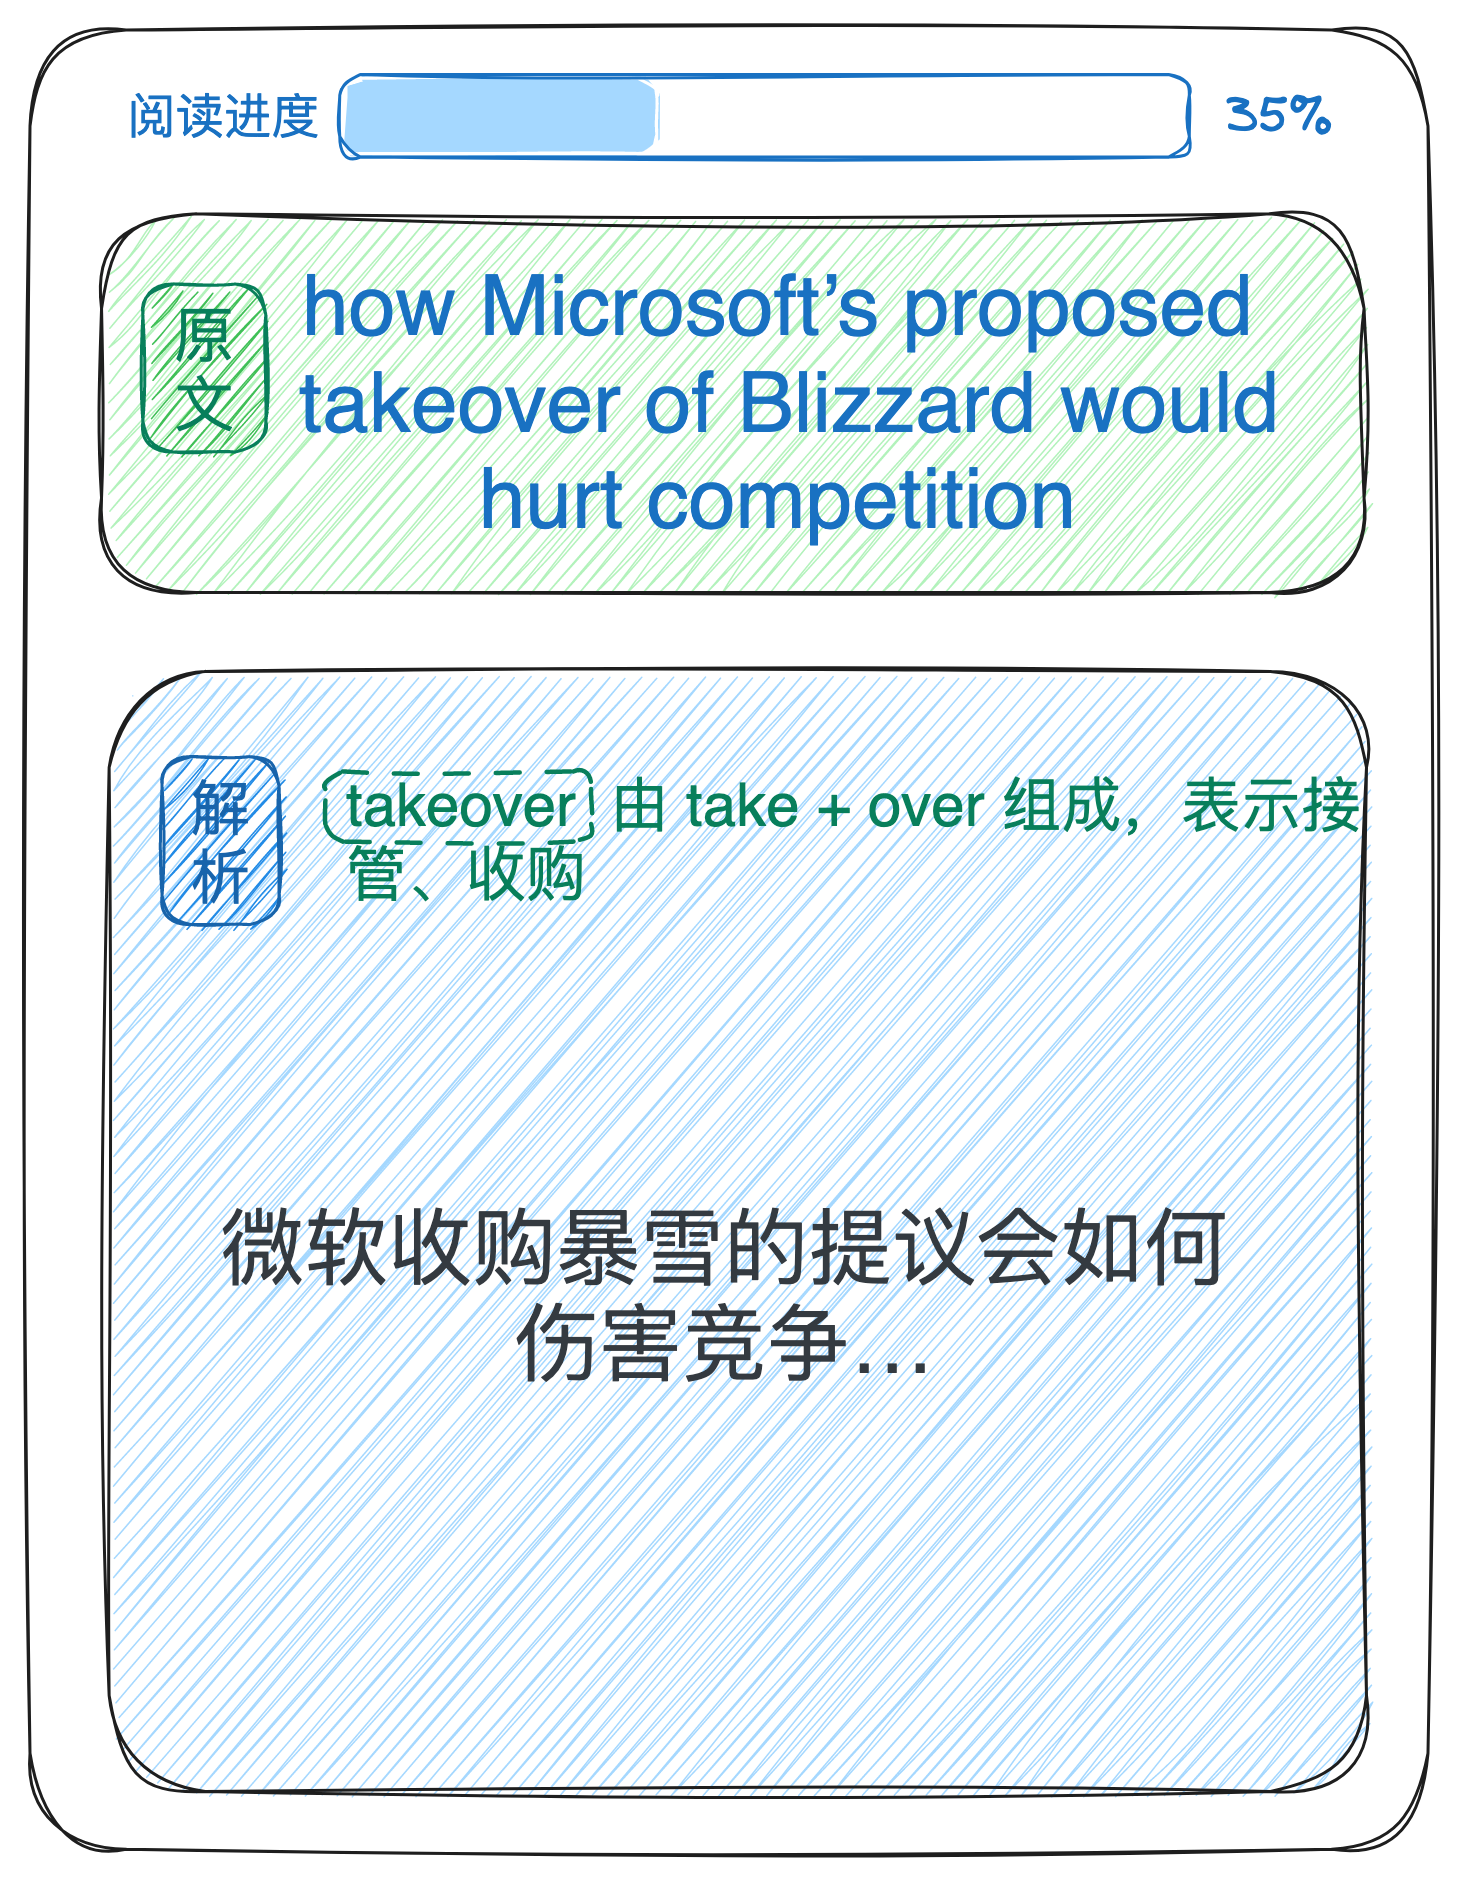 阅读进度 35%
原文
how Microsoft’s proposed
takeover of Blizzard would
hurt competition
解析
takeover 由 take + over 组成，表示接
管、收购
微软收购暴雪的提议会如何
伤害竞争...